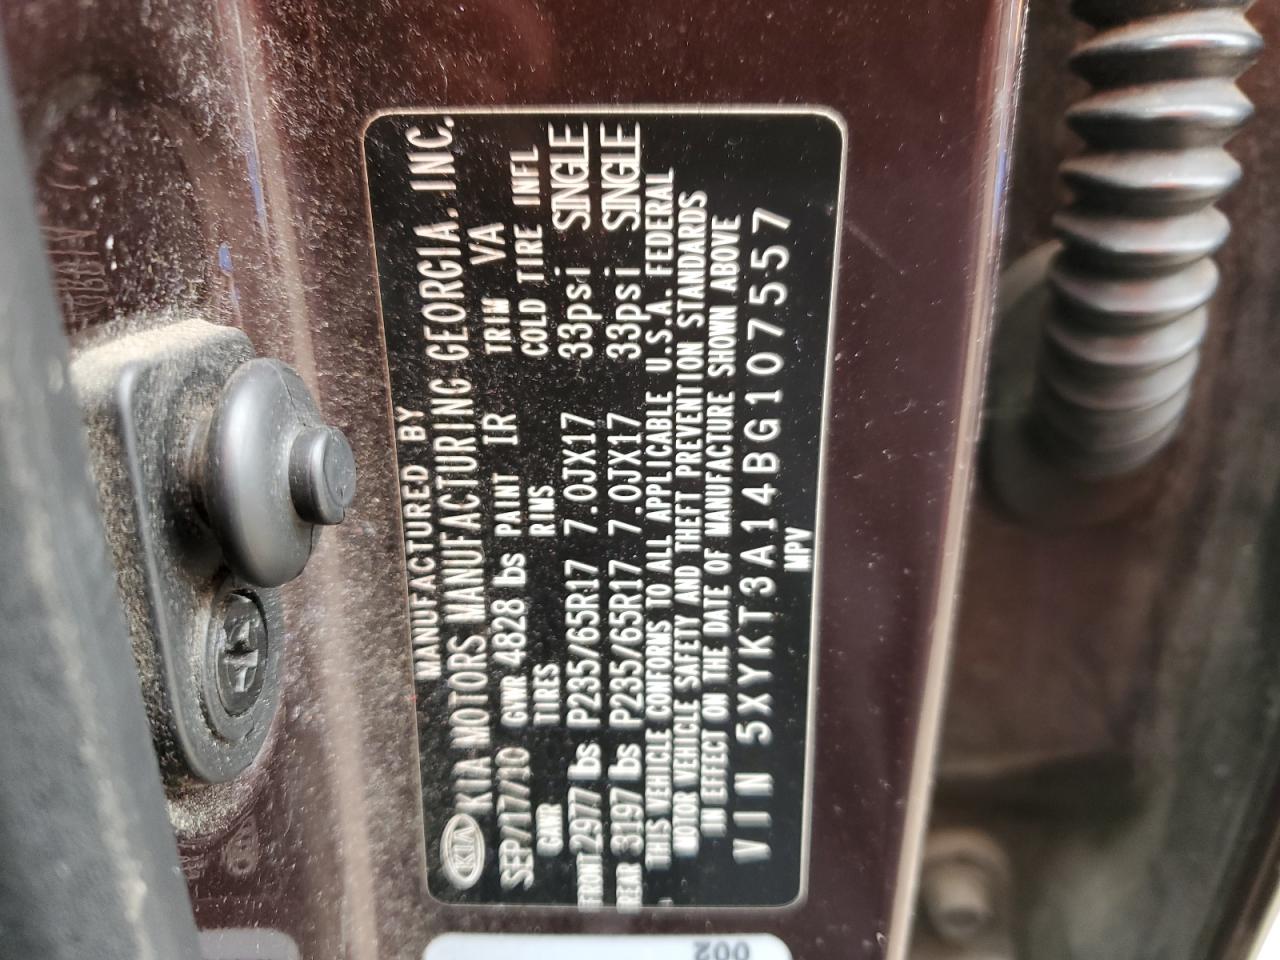 MANUFACTURED BY
KIA KIA MOTORS MANUFACTURING GEORGIA. INC.
SEP/17/10 GVWR 4828 lbs PAINT IR TRIM VA
GAWR TIRES RIMS COLD TIRE INFL
FRONT 2977 lbs P235/65R17 7.0JX17 33psi SINGLE
REAR 3197 lbs P235/65R17 7.0JX17 33psi SINGLE
THIS VEHICLE CONFORMS TO ALL APPLICABLE U.S.A. FEDERAL
MOTOR VEHICLE SAFETY AND THEFT PREVENTION STANDARDS
IN EFFECT ON THE DATE OF MANUFACTURE SHOWN ABOVE
VIN 5XYKT3A14BG107557
MPV
002